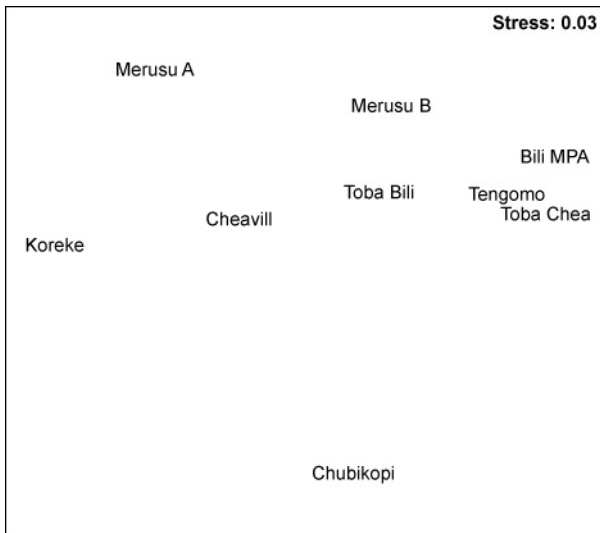 Stress: 0.03
Merusu A
Merusu B
Bili MPA
Toba Bili
Tengomo
Toba Chea
Cheavill
Koreke
Chubikopi